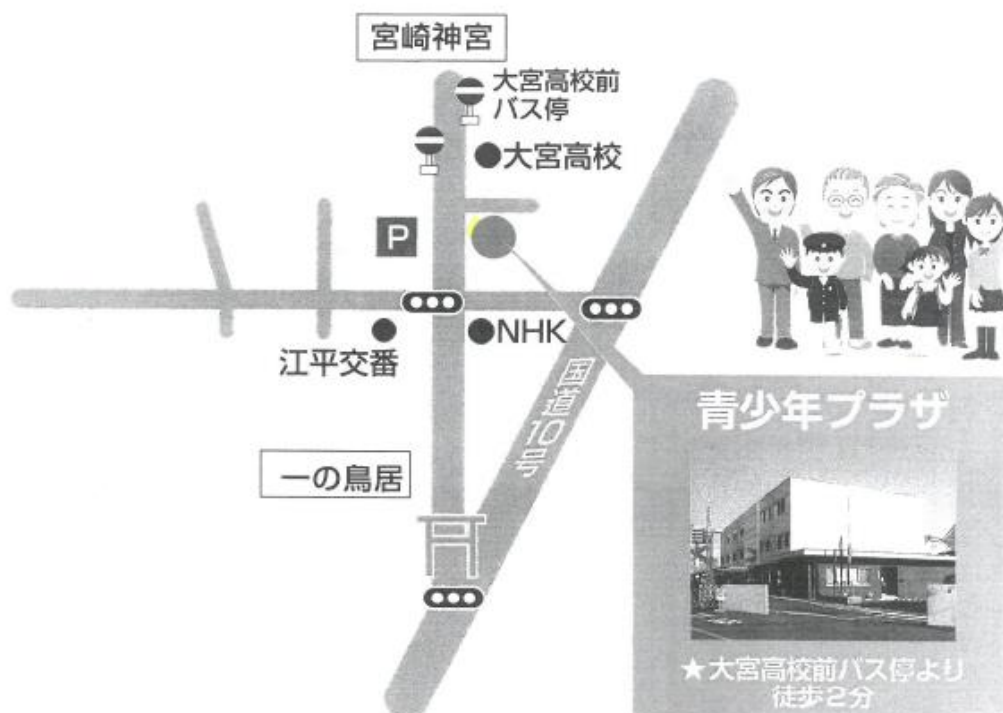 宮崎神宮
大宮高校前
バス停
大宮高校
P
江平交番
NHK
国道10号
一の鳥居
青少年プラザ
★大宮高校前バス停より
徒歩2分